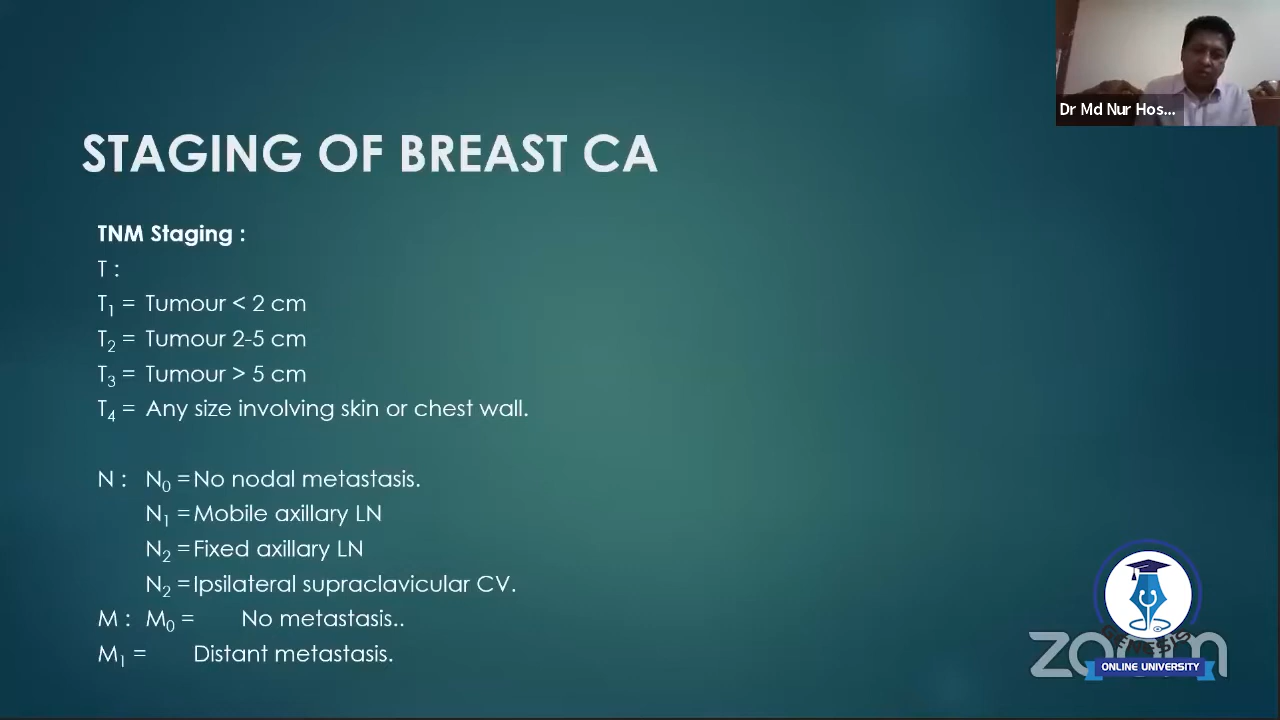 Dr Md Nur Hos...
STAGING OF BREAST CA
TNM Staging :
T :
T1 = Tumour < 2 cm
T2 = Tumour 2-5 cm
T3 = Tumour > 5 cm
T4 = Any size involving skin or chest wall.
N : N0 = No nodal metastasis.
N1 = Mobile axillary LN
N2 = Fixed axillary LN
N2 = Ipsilateral supraclavicular CV.
M : M0 = No metastasis..
M1 = Distant metastasis.
zoom
GENESIS
ONLINE UNIVERSITY